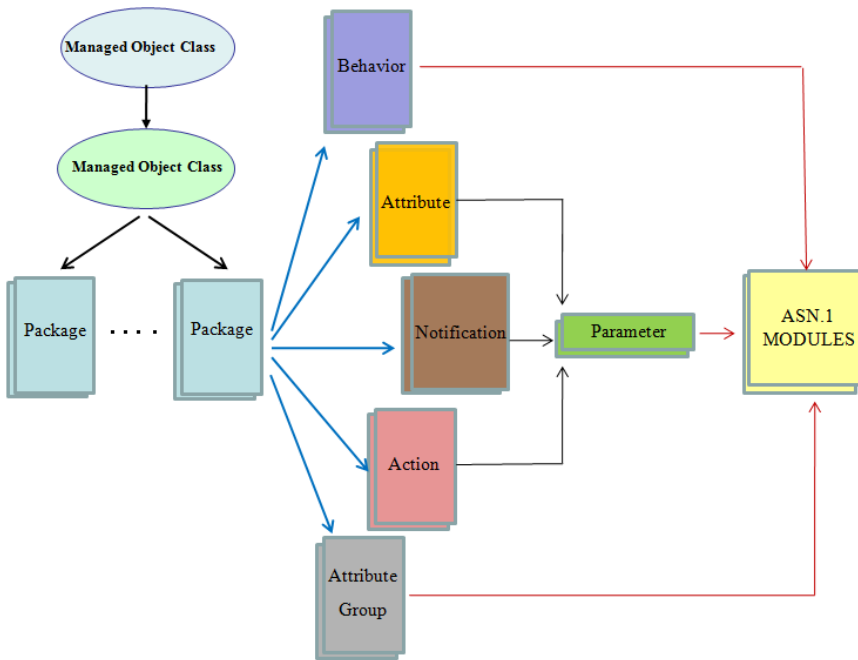 Managed Object Class
Managed Object Class
Package
. . . .
Package
Behavior
Attribute
Notification
Action
Attribute
Group
Parameter
ASN.1
MODULES